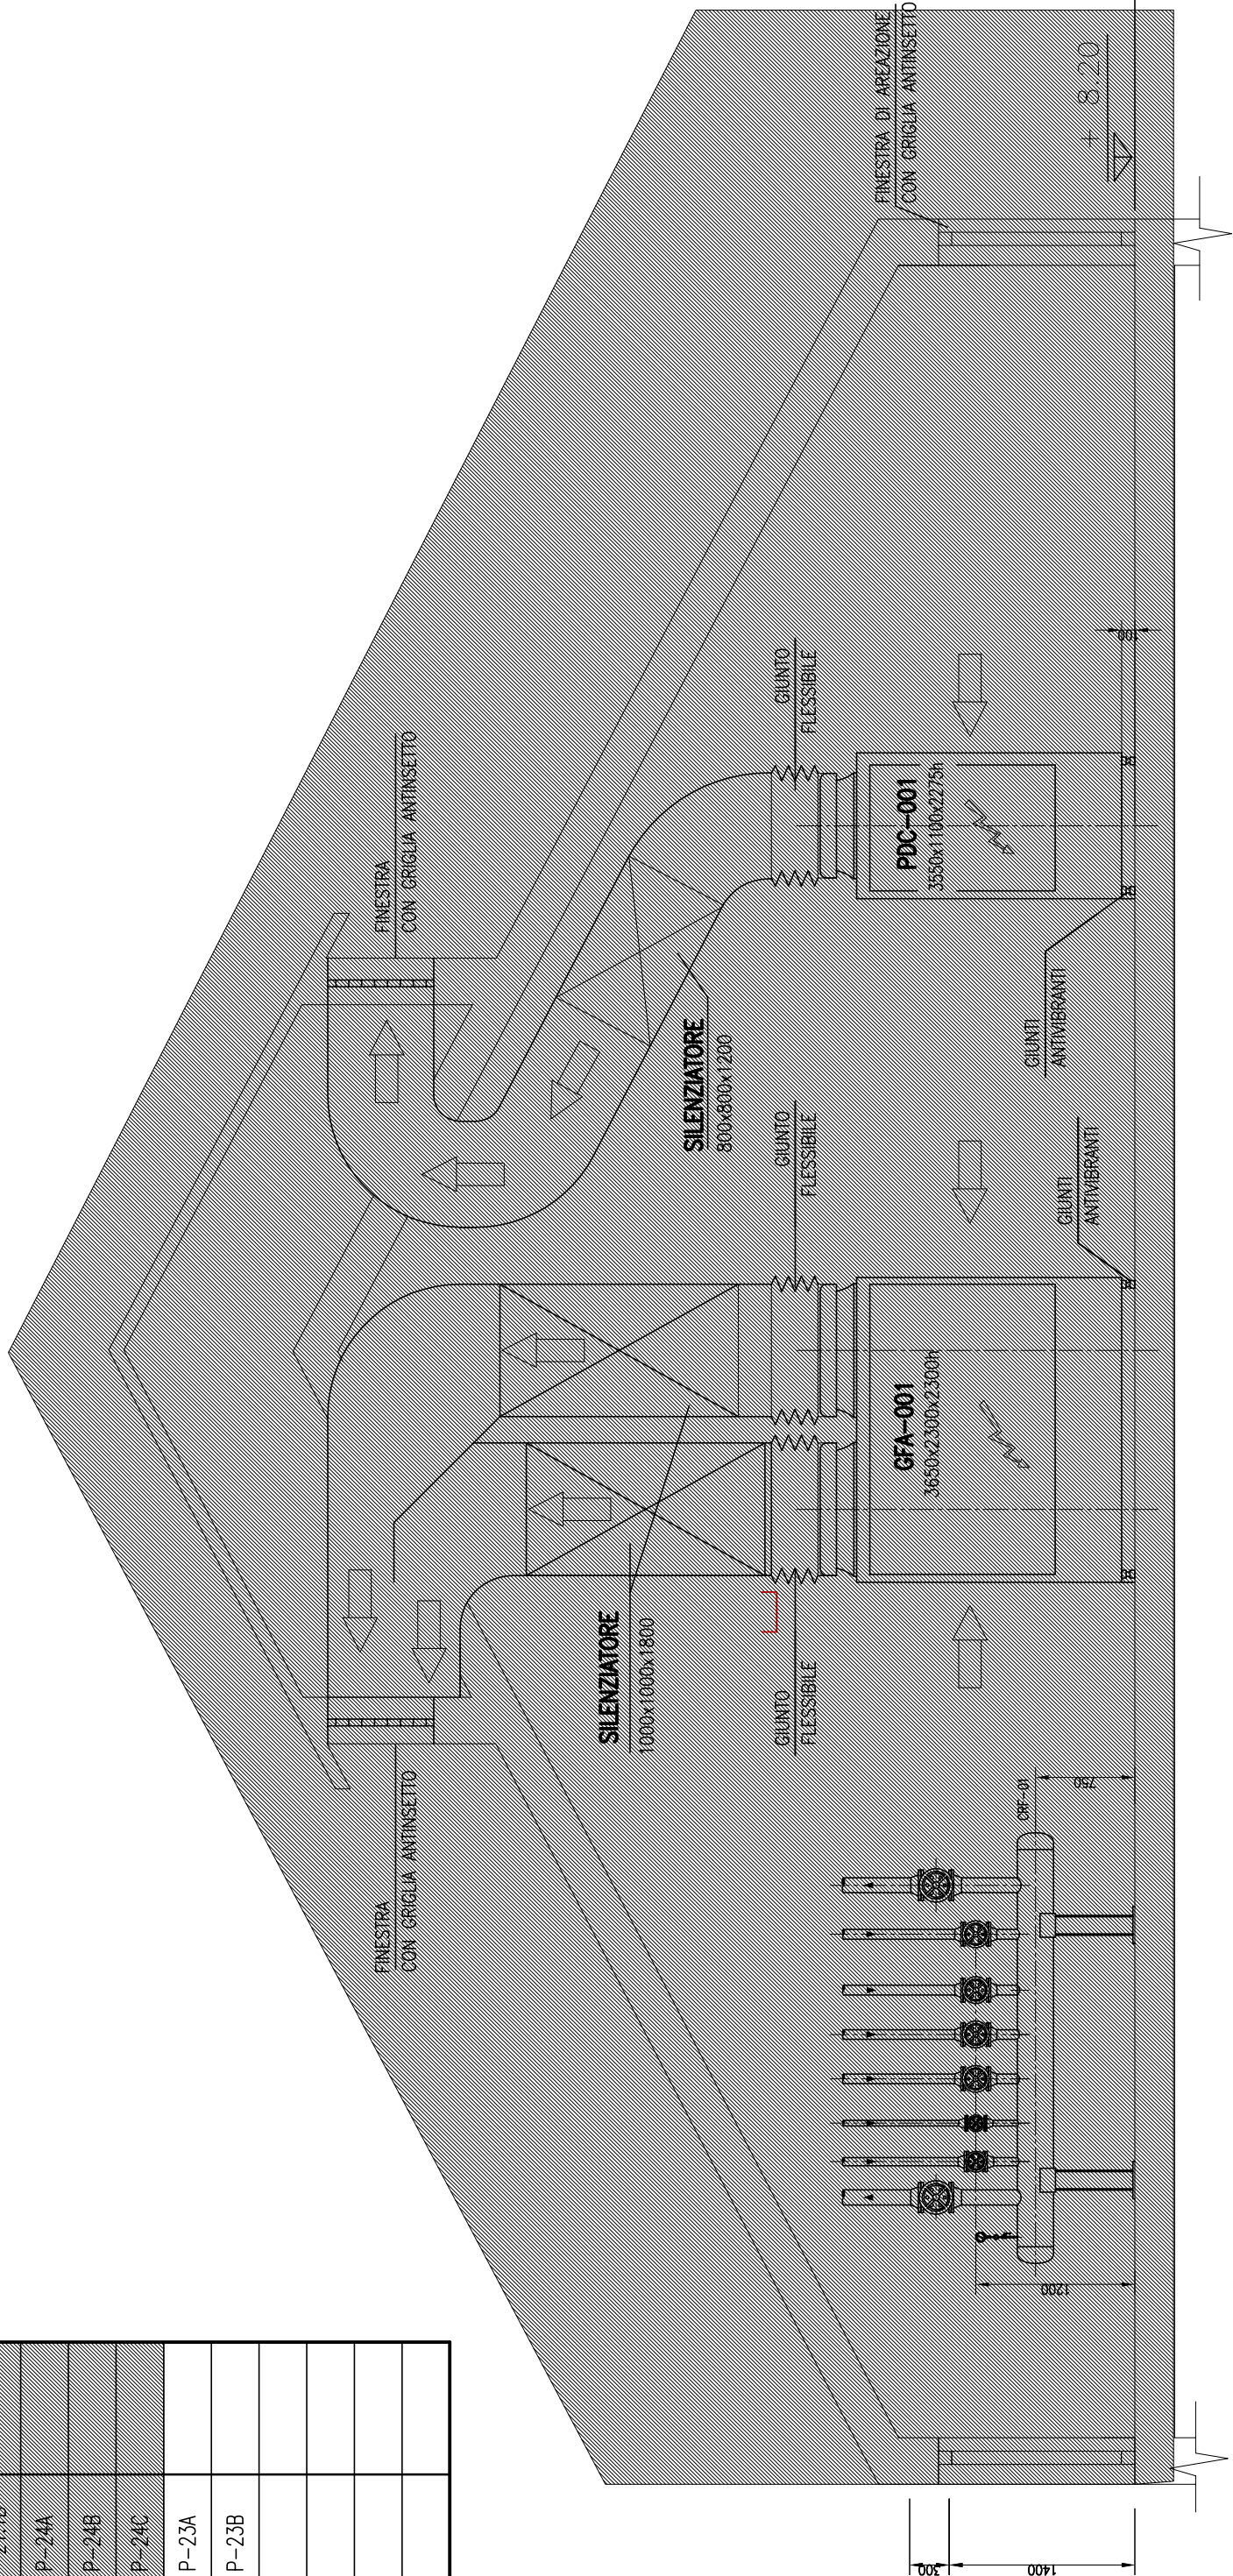 FINESTRA DI AREAZIONE
CON GRIGLIA ANTINSETTO
+ 8.20
FINESTRA
CON GRIGLIA ANTINSETTO
GIUNTO
FLESSIBILE
100
PDC-001
3550x1100x2275h
SILENZIATORE
800x800x1200
GIUNTI
ANTIVIBRANTI
GIUNTO
FLESSIBILE
GIUNTI
ANTIVIBRANTI
GFA-001
3650x2300x2300h
SILENZIATORE
1000x1000x1800
GIUNTO
FLESSIBILE
FINESTRA
CON GRIGLIA ANTINSETTO
CRF-01
750
1200
P-24A
P-24B
P-24C
P-23A
P-23B
300
1400